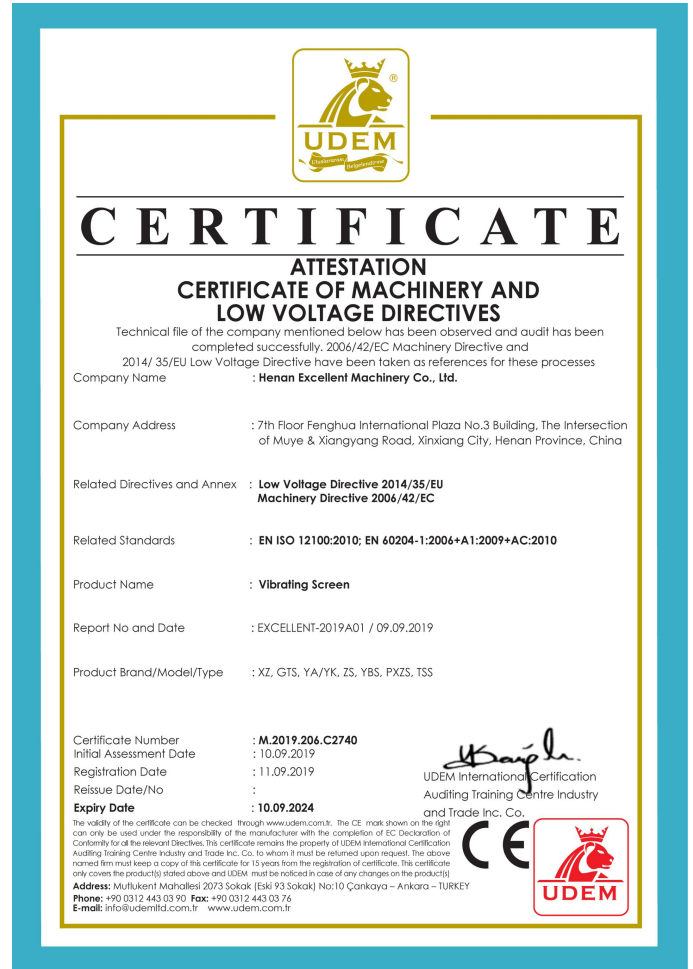 ®
UDEM
Uluslararası Belgelendirme
CERTIFICATE
ATTESTATION
CERTIFICATE OF MACHINERY AND
LOW VOLTAGE DIRECTIVES
Technical file of the company mentioned below has been observed and audit has been
completed successfully. 2006/42/EC Machinery Directive and
2014/ 35/EU Low Voltage Directive have been taken as references for these processes
Company Name : Henan Excellent Machinery Co., Ltd.
Company Address : 7th Floor Fenghua International Plaza No.3 Building, The Intersection
of Muye & Xiangyang Road, Xinxiang City, Henan Province, China
Related Directives and Annex : Low Voltage Directive 2014/35/EU
Machinery Directive 2006/42/EC
Related Standards : EN ISO 12100:2010; EN 60204-1:2006+A1:2009+AC:2010
Product Name : Vibrating Screen
Report No and Date : EXCELLENT-2019A01 / 09.09.2019
Product Brand/Model/Type : XZ, GTS, YA/YK, ZS, YBS, PXZS, TSS
Certificate Number : M.2019.206.C2740
Initial Assessment Date : 10.09.2019
Registration Date : 11.09.2019
Reissue Date/No :
Expiry Date : 10.09.2024
UDEM International Certification
Auditing Training Centre Industry
and Trade Inc. Co.
The validity of the certificate can be checked through www.udem.com.tr. The CE mark shown on the right
can only be used under the responsibility of the manufacturer with the completion of EC Declaration of
Conformity for all the relevant Directives. This certificate remains the property of UDEM International Certification
Auditing Training Centre Industry and Trade Inc. Co. to whom it must be returned upon request. The above
named firm must keep a copy of this certificate for 15 years from the registration of certificate. This certificate
only covers the product(s) stated above and UDEM must be noticed in case of any changes on the product(s)
Address: Mutlukent Mahallesi 2073 Sokak (Eski 93 Sokak) No:10 Çankaya – Ankara – TURKEY
Phone: +90 0312 443 03 90 Fax: +90 0312 443 03 76
E-mail: info@udemltd.com.tr www.udem.com.tr
CE
UDEM